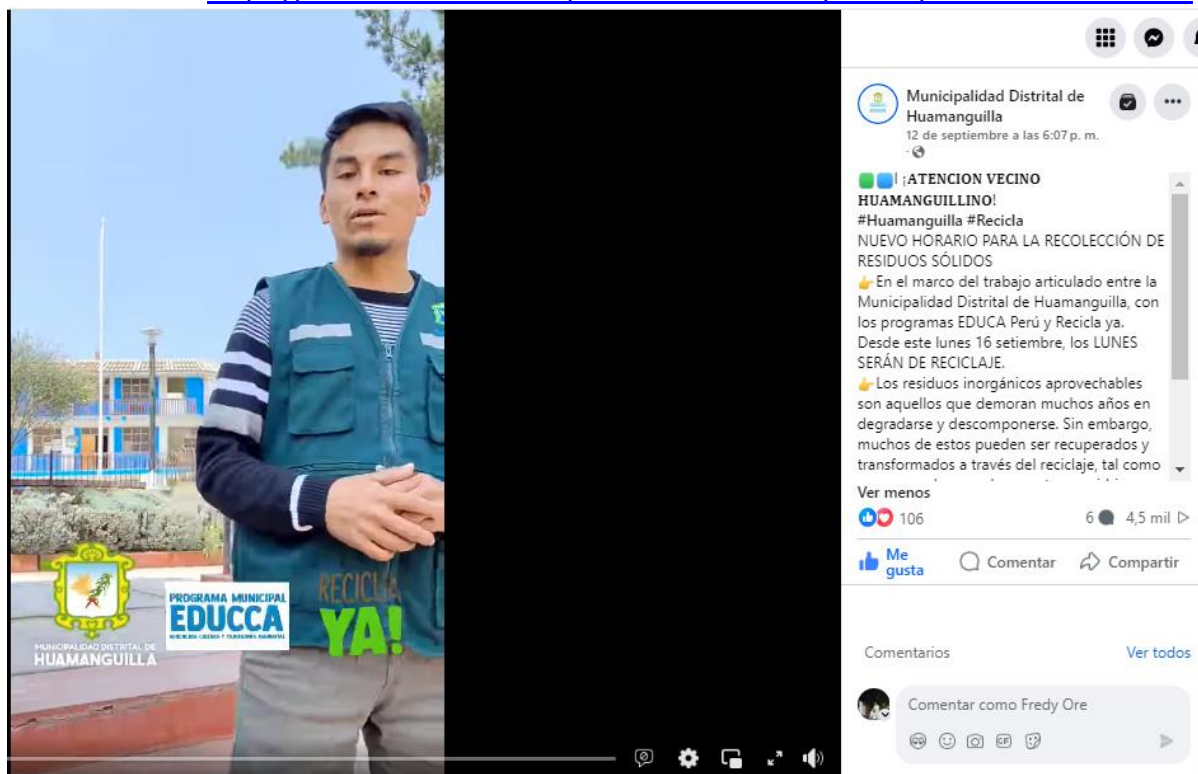 MUNICIPALIDAD DISTRITAL DE
HUAMANGUILLA
PROGRAMA MUNICIPAL
EDUCCA
RECICLA
YA!
Municipalidad Distrital de
Huamanguilla
12 de septiembre a las 6:07 p. m.
| ¡ATENCION VECINO
HUAMANGUILLINO!
#Huamanguilla #Recicla
NUEVO HORARIO PARA LA RECOLECCIÓN DE
RESIDUOS SÓLIDOS
👉En el marco del trabajo articulado entre la
Municipalidad Distrital de Huamanguilla, con
los programas EDUCA Perú y Recicla ya.
Desde este lunes 16 setiembre, los LUNES
SERÁN DE RECICLAJE.
👉Los residuos inorgánicos aprovechables
son aquellos que demoran muchos años en
degradarse y descomponerse. Sin embargo,
muchos de estos pueden ser recuperados y
transformados a través del reciclaje, tal como
Ver menos
106
6 4,5 mil
Me
gusta
Comentar
Compartir
Comentarios
Ver todos
Comentar como Fredy Ore
GIF